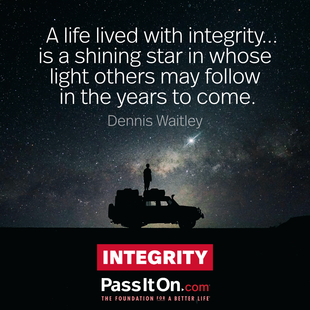 A life lived with integrity...
is a shining star in whose
light others may follow
in the years to come.
Dennis Waitley
INTEGRITY
PassItOn.com®
THE FOUNDATION FOR A BETTER LIFE®